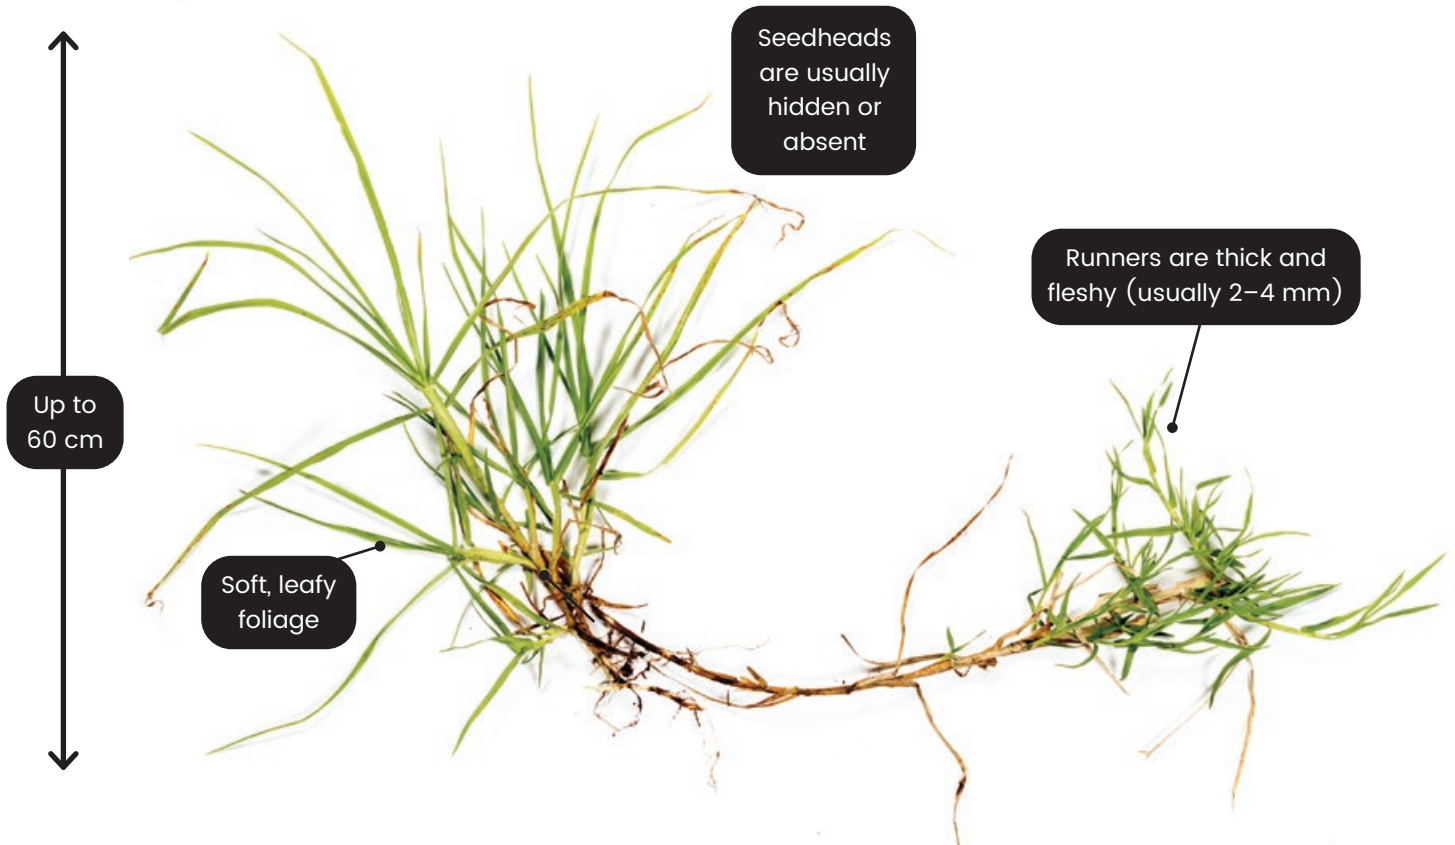 Seedheads
are usually
hidden or
absent
Runners are thick and
fleshy (usually 2–4 mm)
Up to
60 cm
Soft, leafy
foliage